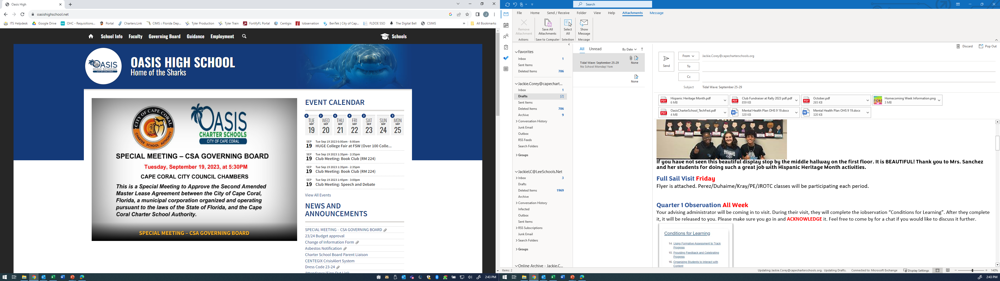 Oasis High
oasishighschool.net
ITS Helpdesk
Google Drive
OHC - Requisitions...
Portal
Charters.Link
CIMS :: Florida Dep...
Tyler Production
Tyler Train
FortifyFL Portal
Centigix
Iobservation
BenTek | City of Cap...
FLDOE SSO
The Digital Bell
CSIMS
»
All Bookmarks
School Info
Faculty
Governing Board
Guidance
Employment
Schools
OASIS
HIGH SCHOOL
CITY OF CAPE CORAL
OASIS HIGH SCHOOL
Home of the Sharks
CITY OF CAPE CORAL
CHARTER SCHOOL AUTHORITY
OASIS
CHARTER SCHOOLS
CITY OF CAPE CORAL
SPECIAL MEETING – CSA GOVERNING BOARD
Tuesday, September 19, 2023, at 5:30PM
CAPE CORAL CITY COUNCIL CHAMBERS
This is a Special Meeting to Approve the Second Amended
Master Lease Agreement between the City of Cape Coral,
Florida, a municipal corporation organized and operating
pursuant to the laws of the State of Florida, and the Cape
Coral Charter School Authority.
SPECIAL MEETING – CSA GOVERNING BOARD
EVENT CALENDAR
9 TUE SEP 19
2 WED SEP 20
6 THU SEP 21
4 FRI SEP 22
2 SAT SEP 23
SUN SEP 24
3 MON SEP 25
SEP 19
Tue Sep 19 2023 6:00am - 8:00am
HUGE College Fair at FSW (Over 100 Colle...
SEP 19
Tue Sep 19 2023 1:35pm - 2:35pm
Club Meeting: Book Club (RM 224)
SEP 19
Tue Sep 19 2023 1:35pm - 2:35pm
Club Meeting: Book Club (RM 224)
SEP 19
Tue Sep 19 2023 1:45pm - 3:00pm
Club Meeting: Speech and Debate
View All Events
NEWS AND
ANNOUNCEMENTS
SPECIAL MEETING – CSA GOVERNING BOARD
23/24 Budget approval
Change of Information Form
Asbestos Notification
Charter School Board Parent Liaison
CENTEGIX CrisisAlert System
Dress Code 23-24
Attendance/Sign Out Link
2:43 PM
Search
File
Home
Send / Receive
Folder
View
Help
Attachments
Message
Remove
Attachment
Save All
Attachments
Select
All
Show
Message
Actions
Save to Computer
Selection
Message
Favorites
Inbox 1
Sent Items
Deleted Items 706
Jackie.Corey@capechart...
Inbox 1
Drafts [2]
Sent Items
Deleted Items 706
Archive 9
Conversation History
Junk Email
Outbox
RSS Feeds
Search Folders
Groups
JackieLC@LeeSchools.Net
Inbox 3
Drafts
Deleted Items 1969
Archive
Conversation History
Infected
Outbox
Sent Items
RSS Subscriptions
Junk Email
Search Folders
Groups
Online Archive - Jackie.C...
All
Unread
By Date
Tidal Wave: September 25-29
None
No School Monday! Yom
None
Discard
Pop Out
Send
From
Jackie.Corey@capecharterschools.org
To
Cc
Subject
Tidal Wave: September 25-29
Hispanic Heritage Month.pdf
6 MB
Club Fundraiser at Rally 2023 pdf.pdf
859 KB
October.pdf
265 KB
Homecoming Week Information.png
3 MB
OasisCharterSchool_TechFest.pdf
4 MB
Mental Health Plan OHS 9 19.docx
320 KB
Mental Health Plan OHS 9 19.docx
320 KB
If you have not seen this beautiful display stop by the middle hallway on the first floor. It is BEAUTIFUL! Thank you to Mrs. Sanchez
and her students for doing such a great job with Hispanic Heritage Month activities.
Full Sail Visit Friday
Flyer is attached. Perez/Duhaime/Kray/PE/JROTC classes will be participating each period.
Quarter 1 Observation All Week
Your advising administrator will be coming in to visit. During their visit, they will complete the iobservation “Conditions for Learning”. After they complete
it, it will be released to you. Please make sure you go in and ACKNOWLEDGE it. Feel free to come by for a chat if you would like to discuss it further.
Conditions for Learning
14. Using Formative Assessment to Track
Progress
15. Providing Feedback and Celebrating
Progress
16. Organizing Students to Interact with
Content
Items: 2
Updating Jackie.Corey@capecharterschools.org.
Updating Drafts.
Connected to: Microsoft Exchange
Display Settings
140%
2:43 PM